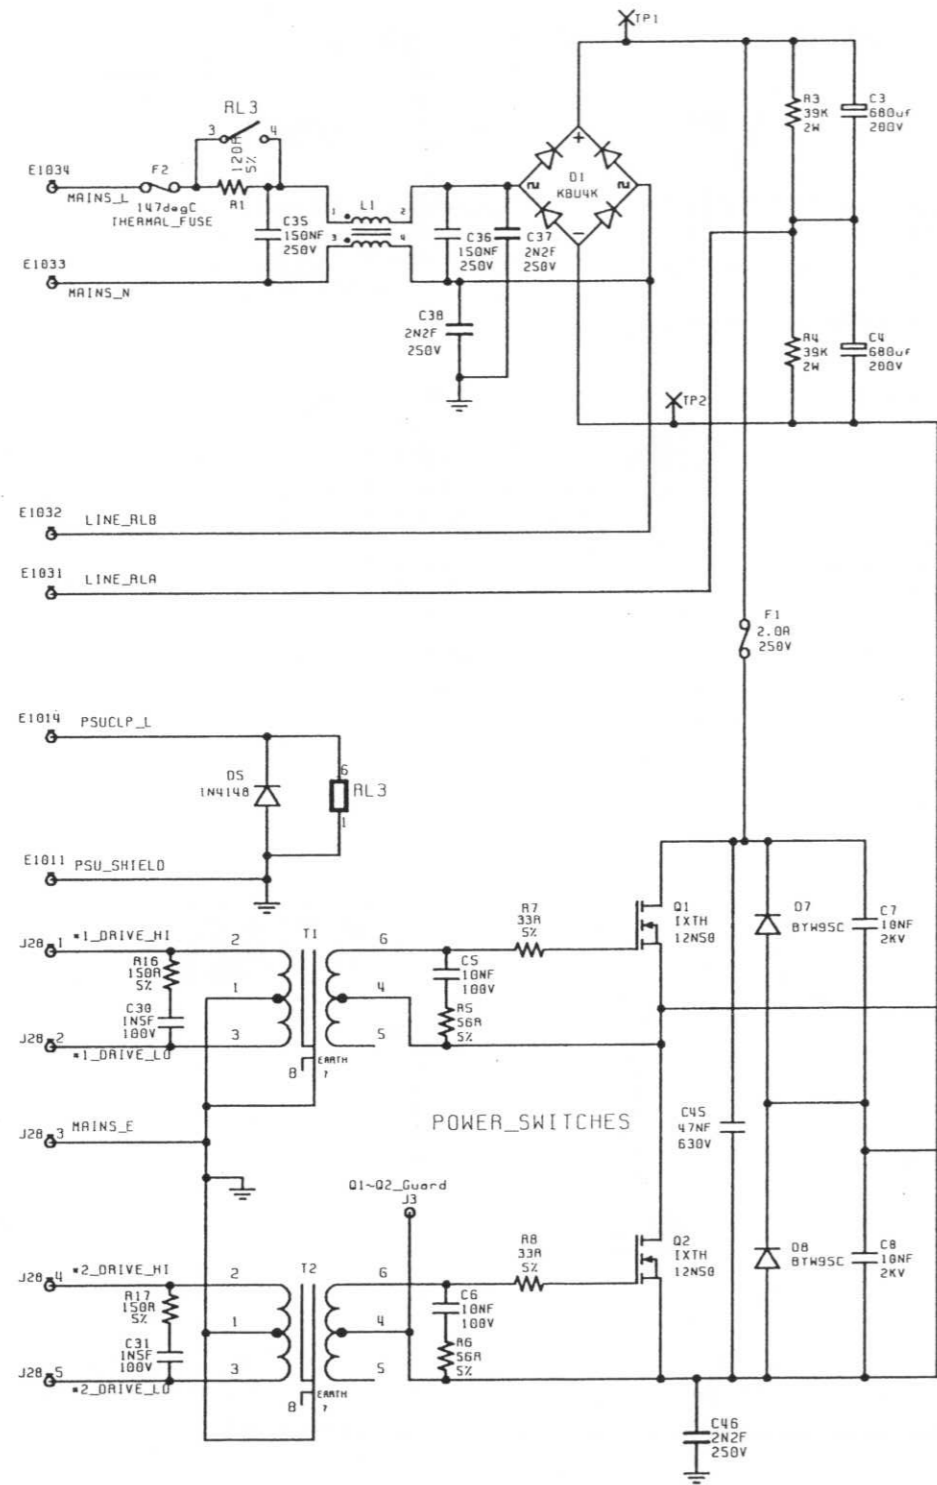 TP1
RL3
3 4
120R
5%
R1
E1034
MAINS_L
F2
147degC
THERMAL_FUSE
C35
150NF
250V
L1
1 2
3 4
C36
150NF
250V
C37
2N2F
250V
D1
KBU4K
+
-
R3
39K
2W
C3
680uF
200V
E1033
MAINS_N
C38
2N2F
250V
R4
39K
2W
C4
680uF
200V
TP2
E1032
LINE_RLB
E1031
LINE_RLA
F1
2.0A
250V
E1014
PSUCLP_L
D5
1N4148
6
RL3
1
E1011
PSU_SHIELD
J28 1
*1_DRIVE_HI
R16
150R
5%
C30
1N5F
100V
2
1
3
T1
6
4
5
EARTH
8 7
J28 2
*1_DRIVE_LO
C5
10NF
100V
R5
56R
5%
R7
33R
5%
Q1
IXTH
12N50
D7
BYW95C
C7
10NF
2KV
J28 3
MAINS_E
POWER_SWITCHES
C45
47NF
630V
Q1~Q2_Guard
J3
J28 4
*2_DRIVE_HI
R17
150R
5%
C31
1N5F
100V
2
1
3
T2
6
4
5
EARTH
8 7
J28 5
*2_DRIVE_LO
C6
10NF
100V
R6
56R
5%
R8
33R
5%
Q2
IXTH
12N50
D8
BYW95C
C8
10NF
2KV
C46
2N2F
250V